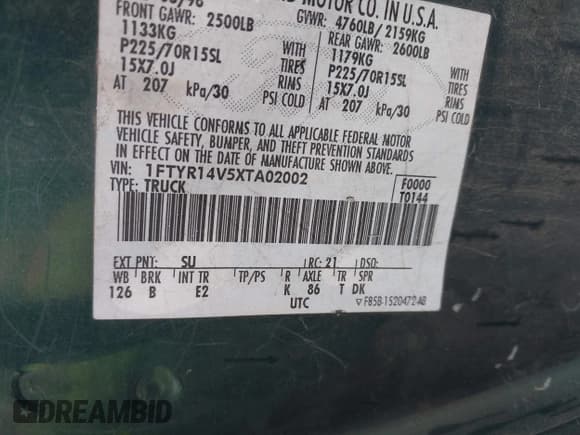 MOTOR CO. IN U.S.A.
FRONT GAWR: 2500LB
GVWR: 4760LB/2159KG
1133KG
REAR GAWR: 2600LB
P225/70R15SL TIRES
1179KG
15X7.0J RIMS
P225/70R15SL TIRES
AT 207 kPa/30 PSI COLD
15X7.0J RIMS
AT 207 kPa/30 PSI COLD
THIS VEHICLE CONFORMS TO ALL APPLICABLE FEDERAL MOTOR
VEHICLE SAFETY, BUMPER, AND THEFT PREVENTION STANDARDS
IN EFFECT ON THE DATE OF MANUFACTURE SHOWN ABOVE.
VIN: 1FTYR14V5XTA02002
TYPE: TRUCK
F0000
T0144
EXT PNT: SU RC: 21 DSO:
WB BRK INT TR TP/PS R AXLE TR SPR
126 B E2 K 86 T DK
UTC
▽ F85B-1520472-AB
DREAMBID